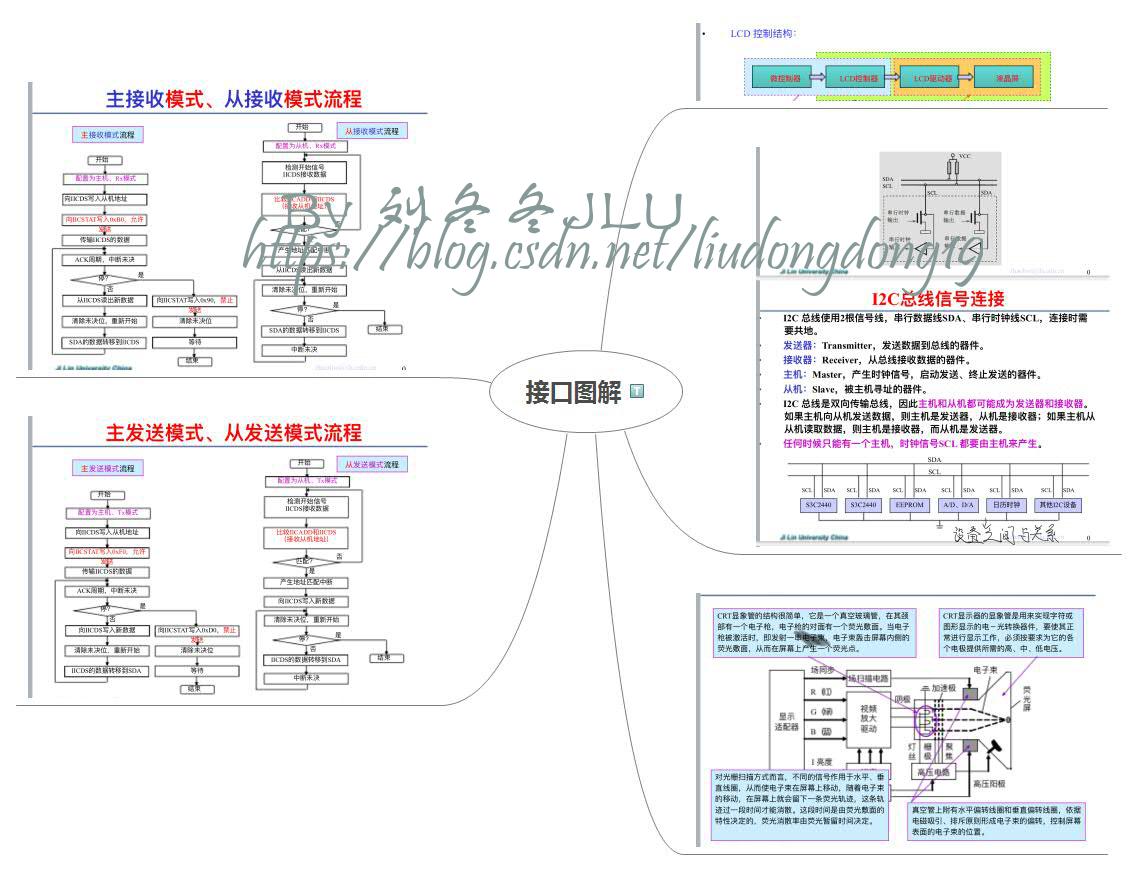 主接收模式、从接收模式流程
主接收模式流程
开始
配置为主机、Rx模式
向IICDS写入从机地址
向IICSTAT写入0xB0，允许
发送
传输IICDS的数据
ACK周期，中断未决
停?
是
否
从IICDS读出新数据
清除未决位，重新开始
SDA的数据转移到IICDS
向IICSTAT写入0x90，禁止
发送
清除未决位
等待
结束
Ji Lin University China
从接收模式流程
开始
配置为从机、Rx模式
检测开始信号
IICDS接收数据
否
产生地址匹配中断
从IICDS读出新数据
清除未决位，重新开始
停?
是
否
SDA的数据转移到IICDS
中断未决
结束
0
主发送模式、从发送模式流程
主发送模式流程
开始
配置为主机、Tx模式
向IICDS写入从机地址
向IICSTAT写入0xF0，允许
发送
传输IICDS的数据
ACK周期，中断未决
停?
是
否
向IICDS写入新数据
清除未决位，重新开始
IICDS的数据转移到SDA
向IICSTAT写入0xD0，禁止
发送
清除未决位
等待
结束
从发送模式流程
开始
配置为从机、Tx模式
检测开始信号
IICDS接收数据
比较IICADD和IICDS
(接收从机地址)
匹配?
否
是
产生地址匹配中断
向IICDS写入新数据
清除未决位，重新开始
停?
是
否
IICDS的数据转移到SDA
中断未决
结束
By 刘冬冬JLU
https://blog.csdn.net/liudongdong19
接口图解
• LCD 控制结构：
微控制器
LCD控制器
LCD驱动器
液晶屏
VCC
SDA
SCL
SCL
SDA
串行时钟
输出
串行数据
输出
串行时钟
Ji Lin University China
0
I2C总线信号连接
I2C 总线使用2根信号线，串行数据线SDA、串行时钟线SCL，连接时需
要共地。
发送器：Transmitter，发送数据到总线的器件。
接收器：Receiver，从总线接收数据的器件。
主机：Master，产生时钟信号，启动发送、终止发送的器件。
从机：Slave，被主机寻址的器件。
I2C 总线是双向传输总线，因此主机和从机都可能成为发送器和接收器。
如果主机向从机发送数据，则主机是发送器，从机是接收器；如果主机从
从机读取数据，则主机是接收器，而从机是发送器。
任何时候只能有一个主机，时钟信号SCL 都要由主机来产生。
SDA
SCL
SCL SDA SCL SDA SCL SDA SCL SDA SCL SDA SCL SDA
S3C2440 S3C2440 EEPROM A/D、D/A 日历时钟 其他I2C设备
设备之间与关系
Ji Lin University China
0
CRT显象管的结构很简单，它是一个真空玻璃管，在其颈
部有一个电子枪，电子枪的对面有一个荧光敷面。当电子
枪被激活时，即发射一串电子束，电子束轰击屏幕内侧的
荧光敷面，从而在屏幕上产生一个荧光点。
CRT显示器的显象管是用来实现字符或
图形显示的电－光转换器件，要使其正
常进行显示工作，必须按要求为它的各
个电极提供所需的高、中、低电压。
场同步
场扫描电路
R (红)
G (绿)
B (蓝)
I 亮度
显示
适配器
视频
放大
驱动
阴极
加速极
电子束
荧光屏
灯丝
栅极
聚焦
高压电路
高压阳极
对光栅扫描方式而言，不同的信号作用于水平、垂
直线圈，从而使电子束在屏幕上移动，随着电子束
的移动，在屏幕上就会留下一条荧光轨迹，这条轨
迹过一段时间才能消散。这段时间是由荧光敷面的
特性决定的，荧光消散率由荧光暂留时间决定。
真空管上附有水平偏转线圈和垂直偏转线圈，依据
电磁吸引、排斥原则形成电子束的偏转，控制屏幕
表面的电子束的位置。